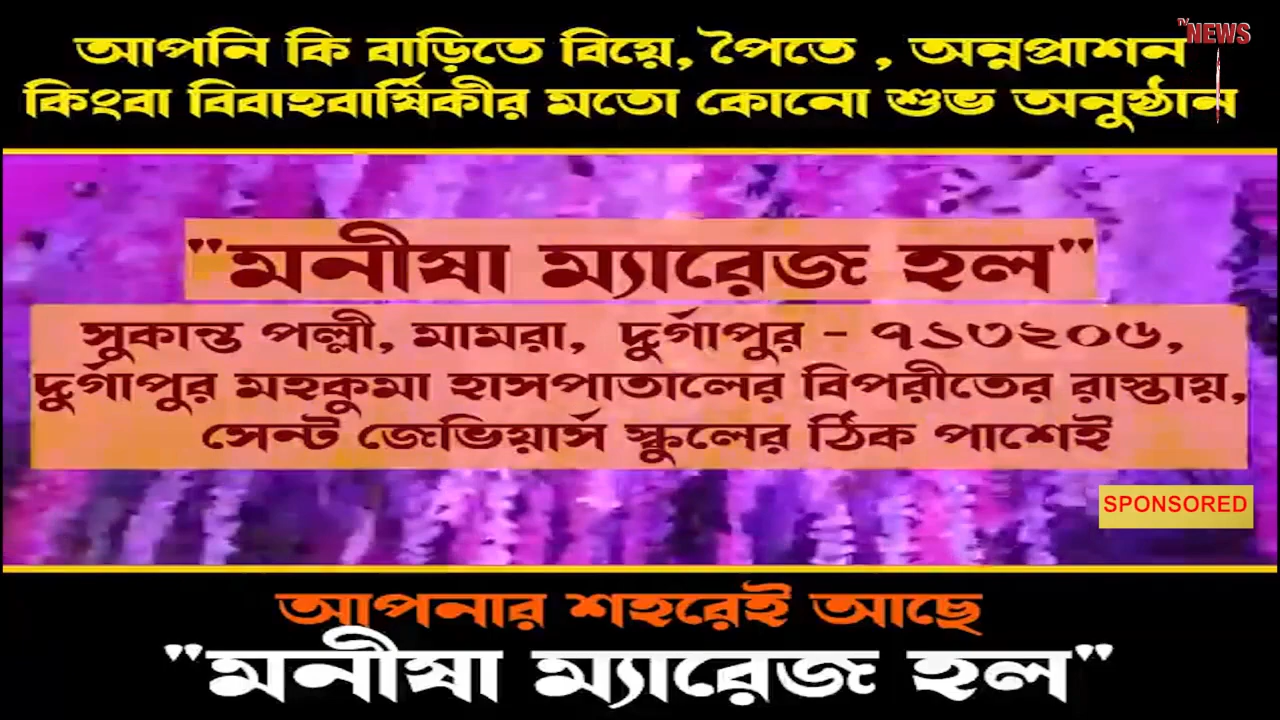 আপনি কি বাড়িতে বিয়ে, পৈতে , অন্নপ্রাশন
TV NEWS
কিংবা বিবাহবার্ষিকীর মতো কোনো শুভ অনুষ্ঠান
"মনীষা ম্যারেজ হল"
সুকান্ত পল্লী, মামরা, দুর্গাপুর - ৭১৩২০৬,
দুর্গাপুর মহকুমা হাসপাতালের বিপরীতের রাস্তায়,
সেন্ট জেভিয়ার্স স্কুলের ঠিক পাশেই
SPONSORED
আপনার শহরেই আছে
"মনীষা ম্যারেজ হল"